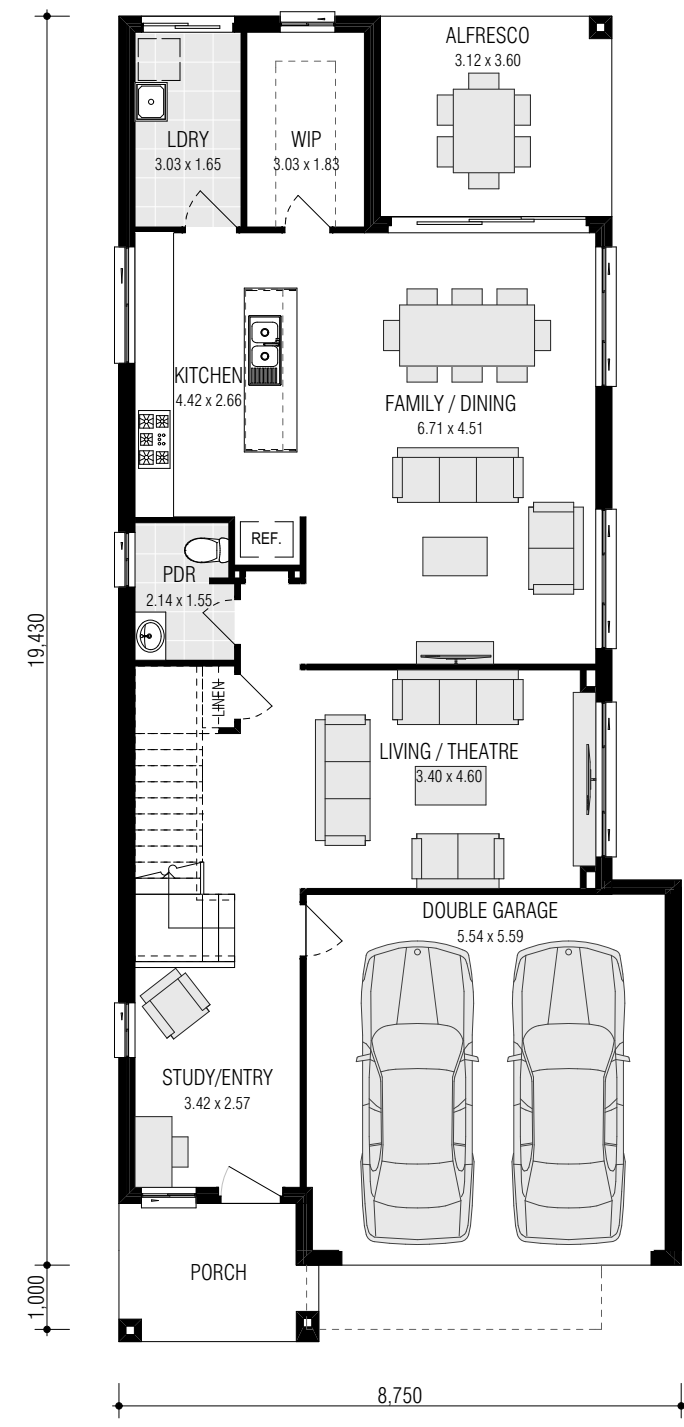 ALFRESCO
3.12 x 3.60
LDRY
3.03 x 1.65
WIP
3.03 x 1.83
KITCHEN
4.42 x 2.66
FAMILY / DINING
6.71 x 4.51
REF.
PDR
2.14 x 1.55
19,430
LINEN
LIVING / THEATRE
3.40 x 4.60
DOUBLE GARAGE
5.54 x 5.59
STUDY/ENTRY
3.42 x 2.57
PORCH
1,000
8,750